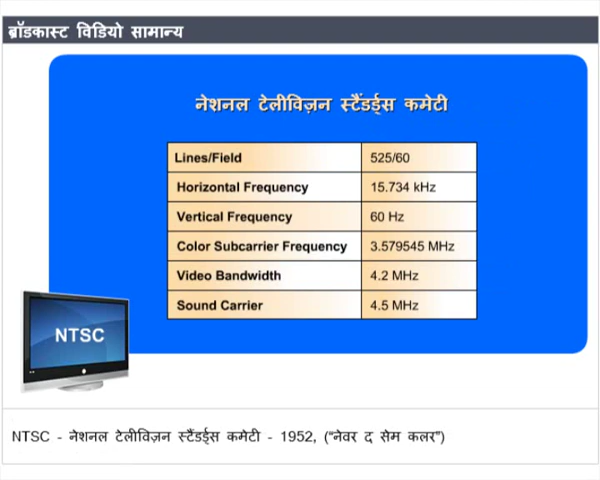 ब्रॉडकास्ट विडियो सामान्य
नेशनल टेलीविज़न स्टैंडर्ड्स कमेटी
Lines/Field 525/60
Horizontal Frequency 15.734 kHz
Vertical Frequency 60 Hz
Color Subcarrier Frequency 3.579545 MHz
Video Bandwidth 4.2 MHz
Sound Carrier 4.5 MHz
NTSC
NTSC - नेशनल टेलीविज़न स्टैंडर्ड्स कमेटी - 1952, ("नेवर द सेम कलर")